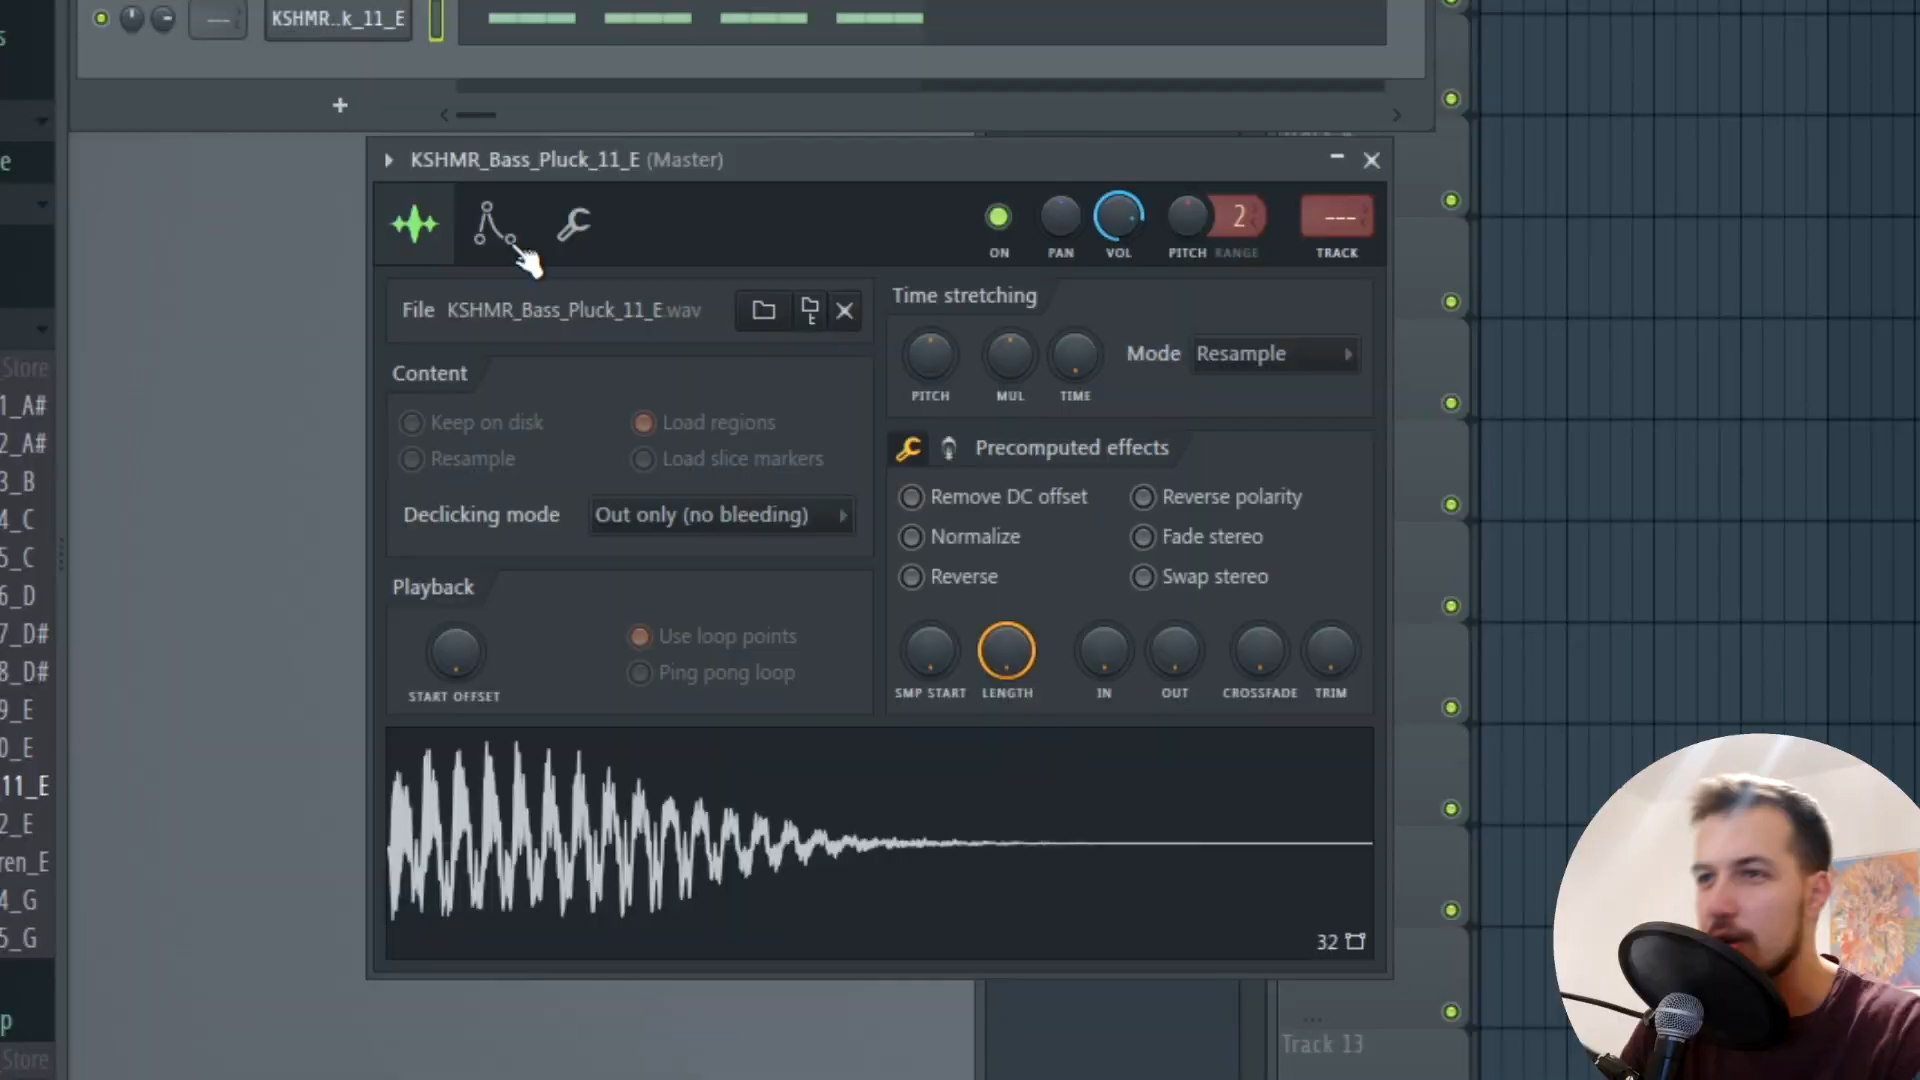 KSHMR..k_11_E
s
+
e
KSHMR_Bass_Pluck_11_E (Master)
2
---
ON
PAN
VOL
PITCH RANGE
TRACK
File KSHMR_Bass_Pluck_11_E.wav
Content
Keep on disk
Load regions
Resample
Load slice markers
Declicking mode Out only (no bleeding)
Playback
Use loop points
Ping pong loop
START OFFSET
Time stretching
Mode Resample
PITCH
MUL
TIME
Precomputed effects
Remove DC offset
Reverse polarity
Normalize
Fade stereo
Reverse
Swap stereo
SMP START
LENGTH
IN
OUT
CROSSFADE
TRIM
32
Store
1_A#
2_A#
3_B
4_C
5_C
6_D
7_D#
8_D#
9_E
0_E
11_E
2_E
ren_E
4_G
5_G
p
Store
...
Track 13